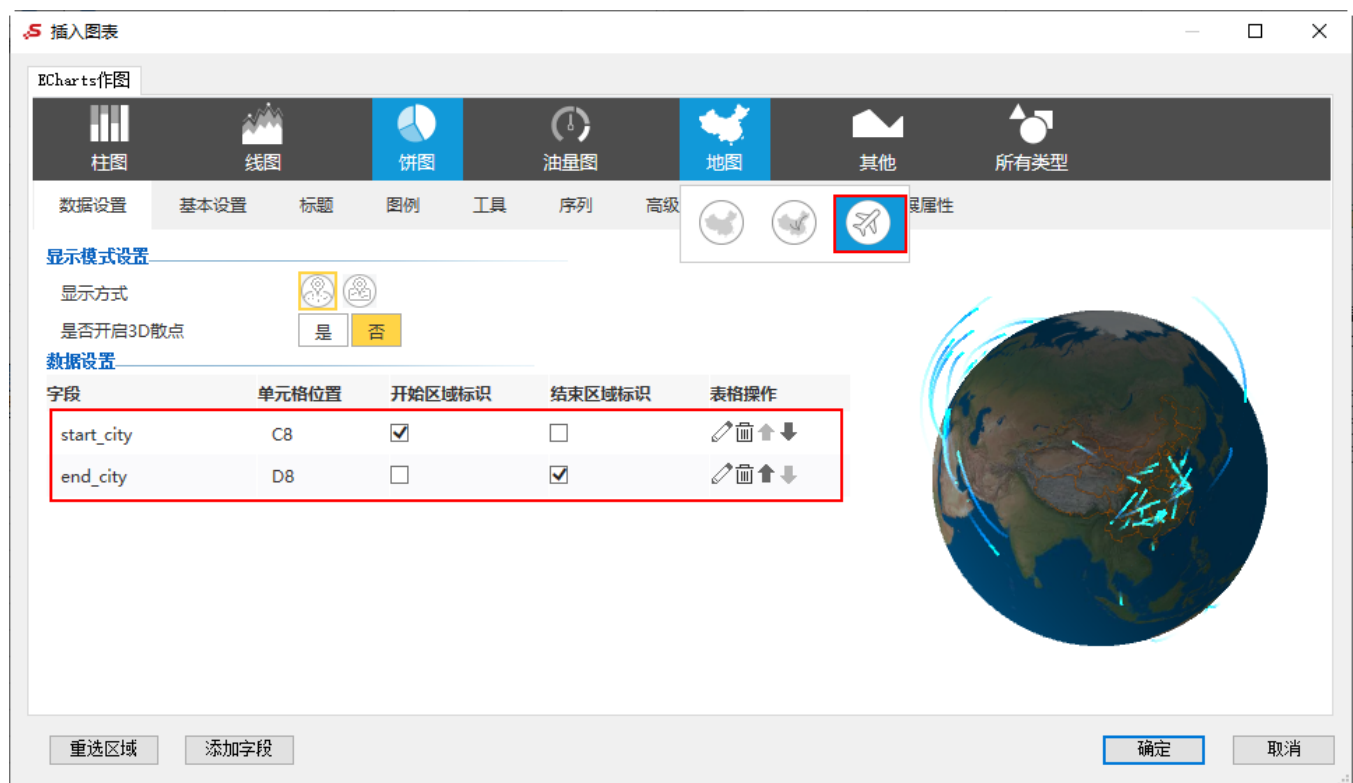 插入图表
ECharts作图
柱图 线图 饼图 油量图 地图 其他 所有类型
数据设置 基本设置 标题 图例 工具 序列 高级 展属性
显示模式设置
显示方式
是否开启3D散点 是 否
数据设置
字段 单元格位置 开始区域标识 结束区域标识 表格操作
start_city C8
end_city D8
重选区域 添加字段 确定 取消